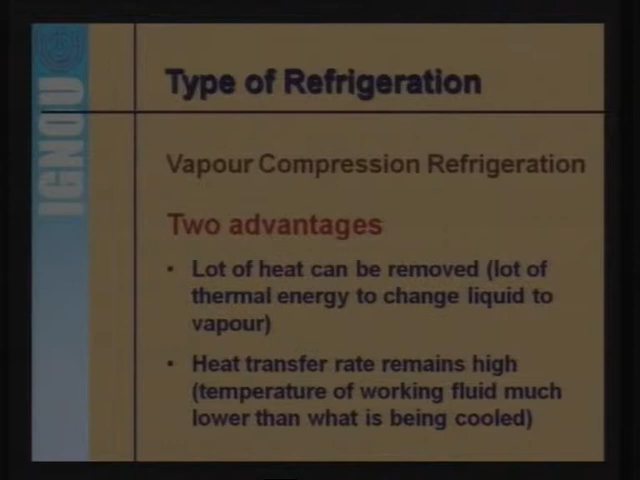 IGNOU
Type of Refrigeration
Vapour Compression Refrigeration
Two advantages
• Lot of heat can be removed (lot of
thermal energy to change liquid to
vapour)
• Heat transfer rate remains high
(temperature of working fluid much
lower than what is being cooled)